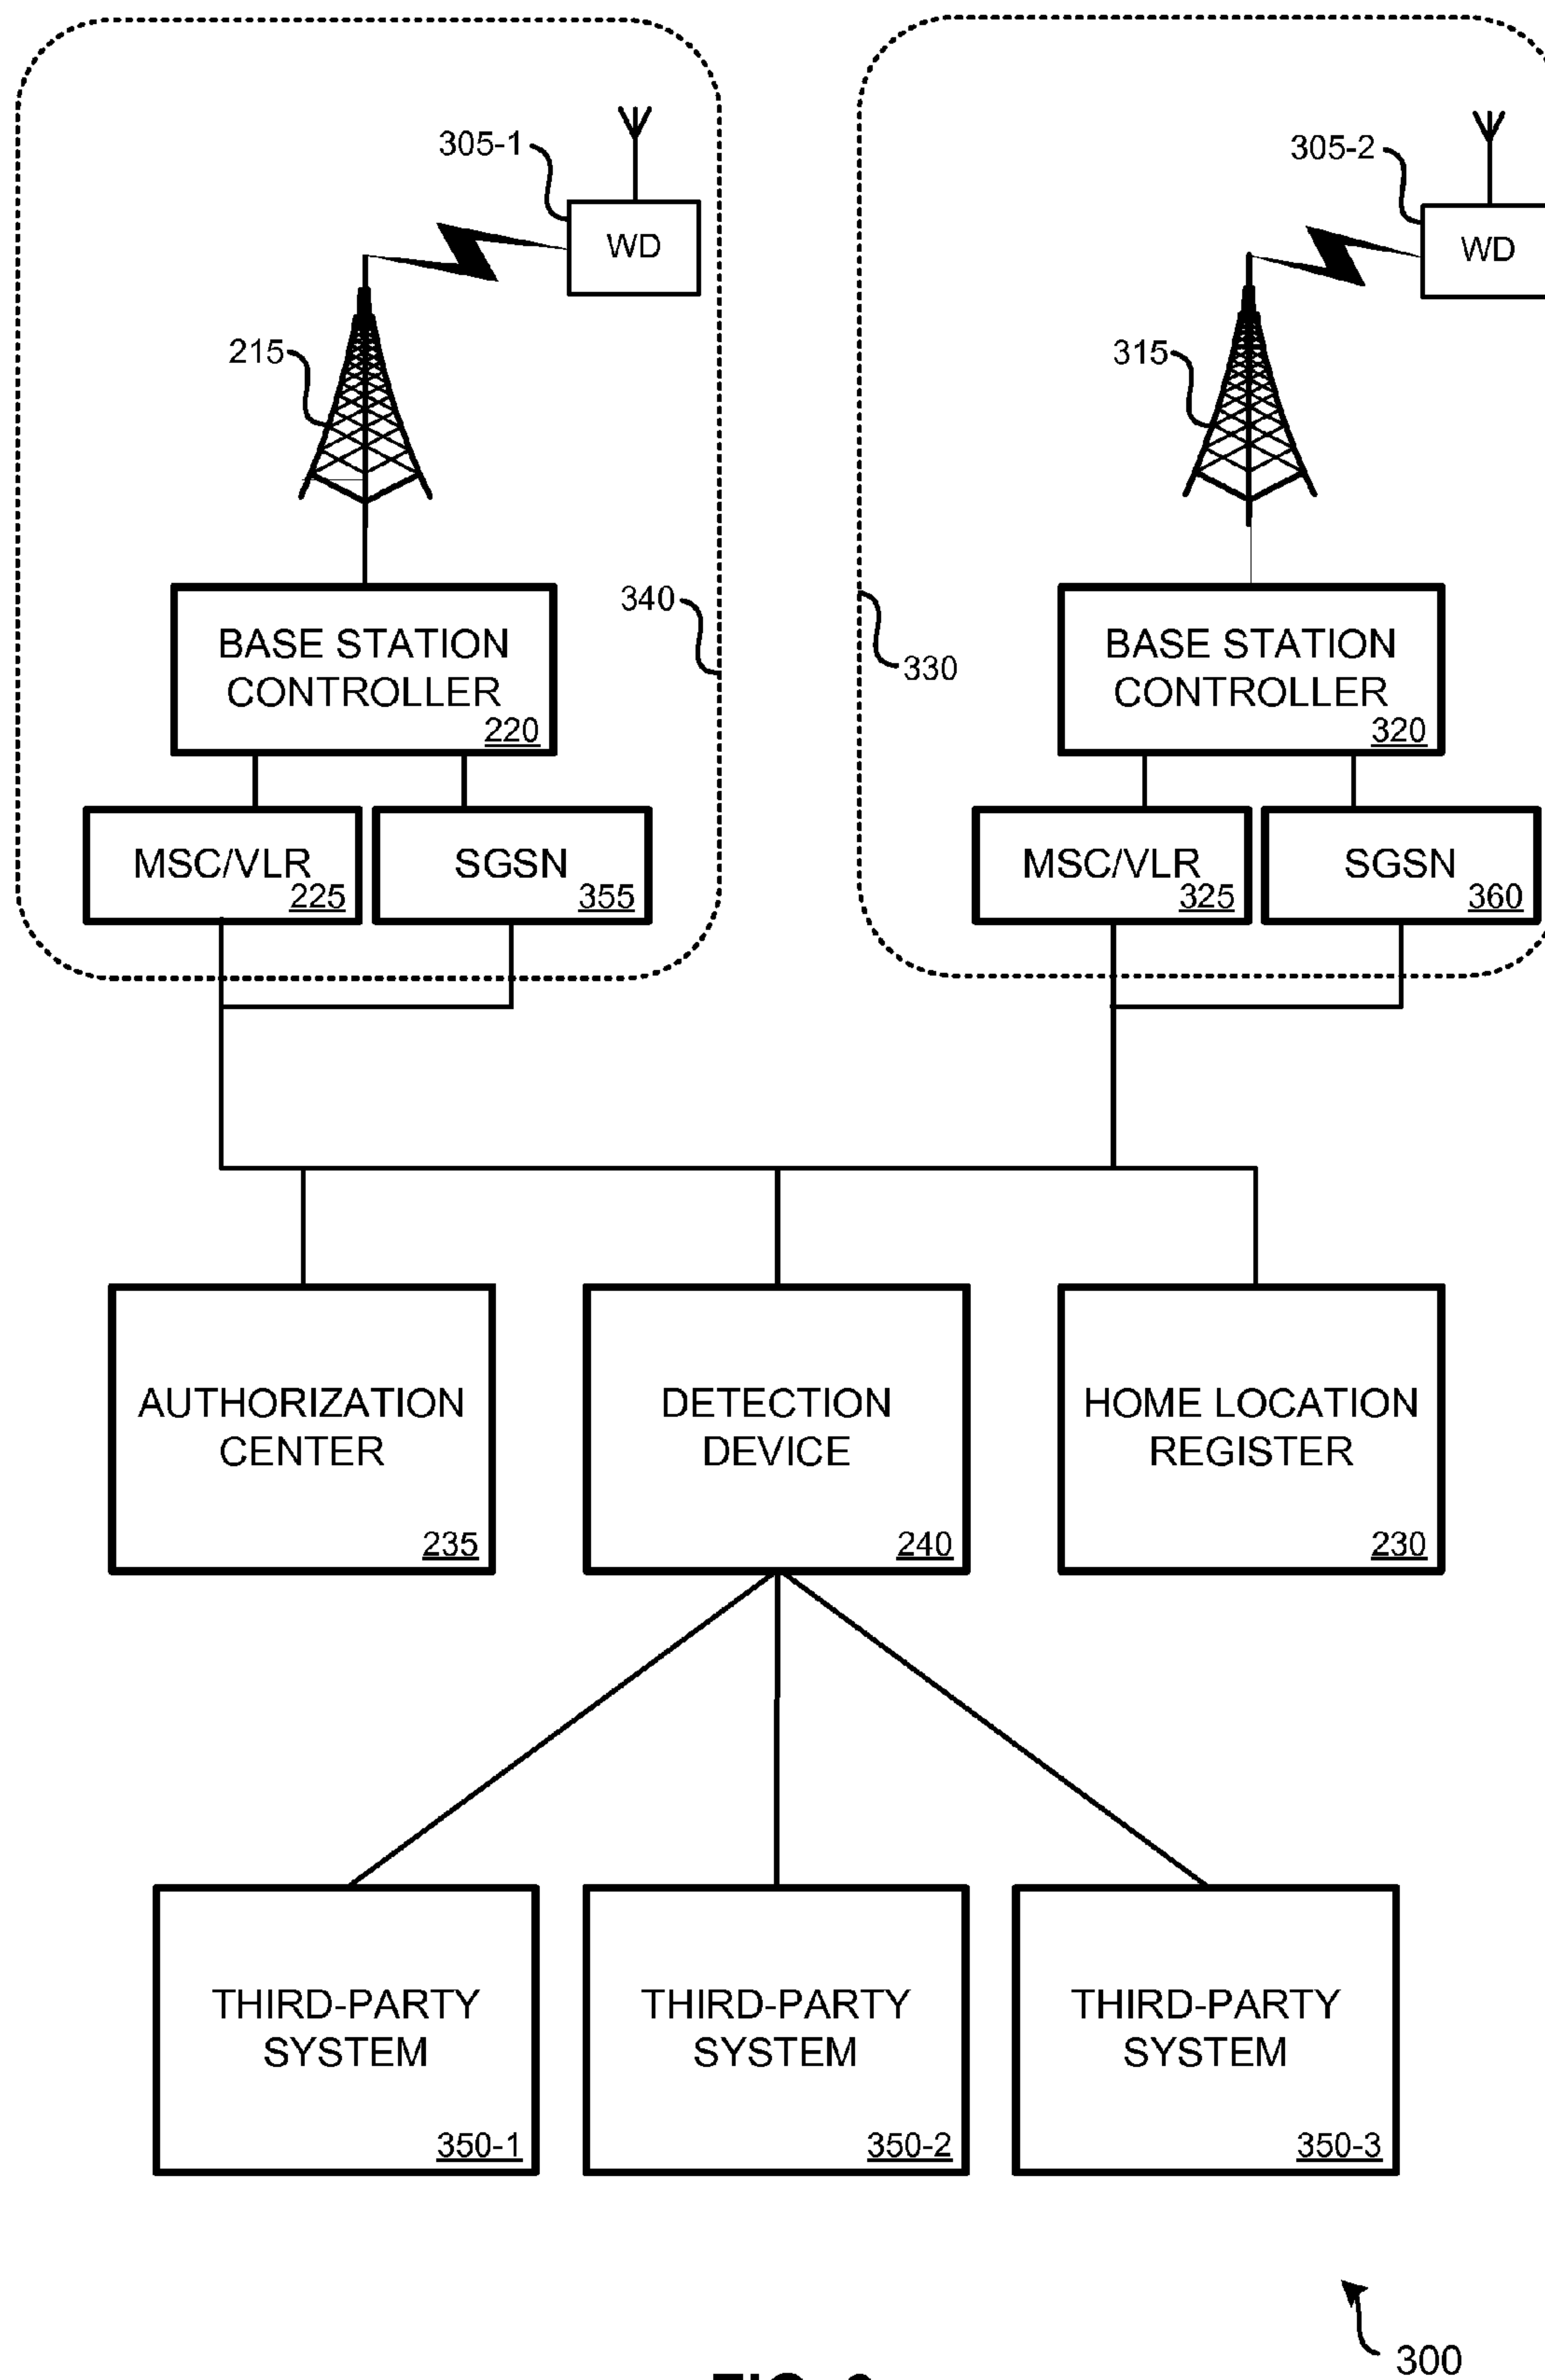 305-1
WD
305-2
WD
215
315
340
330
BASE STATION
CONTROLLER
220
BASE STATION
CONTROLLER
320
MSC/VLR
225
SGSN
355
MSC/VLR
325
SGSN
360
AUTHORIZATION
CENTER
235
DETECTION
DEVICE
240
HOME LOCATION
REGISTER
230
THIRD-PARTY
SYSTEM
350-1
THIRD-PARTY
SYSTEM
350-2
THIRD-PARTY
SYSTEM
350-3
300